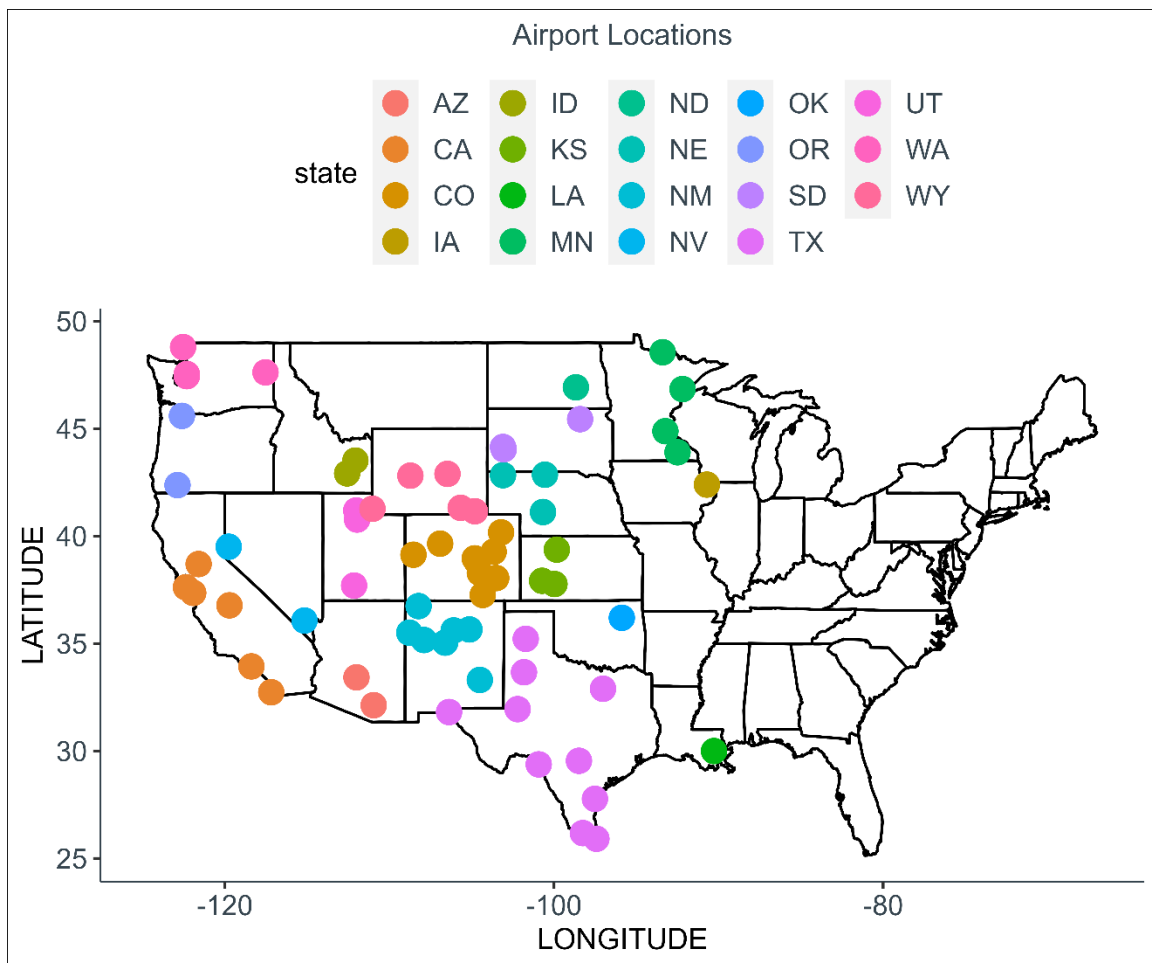 Airport Locations
state
AZ ID ND OK UT
CA KS NE OR WA
CO LA NM SD WY
IA MN NV TX
50
45
40
35
30
25
LATITUDE
-120 -100 -80
LONGITUDE